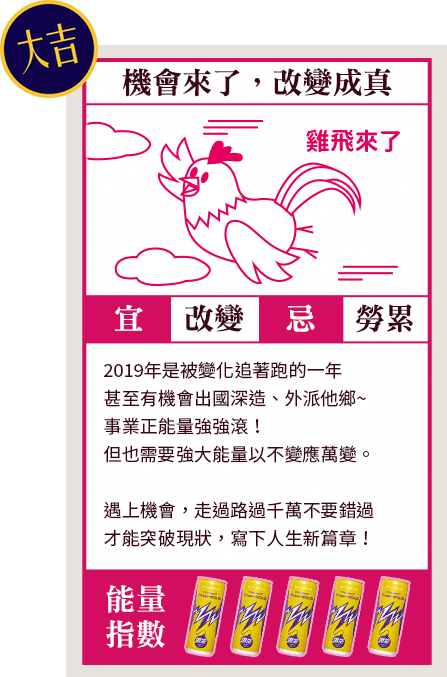 大吉
機會來了，改變成真
雞飛來了
宜 改變 忌 勞累
2019年是被變化追著跑的一年
甚至有機會出國深造、外派他鄉~
事業正能量強強滾！
但也需要強大能量以不變應萬變。
遇上機會，走過路過千萬不要錯過
才能突破現狀，寫下人生新篇章！
能量
指數